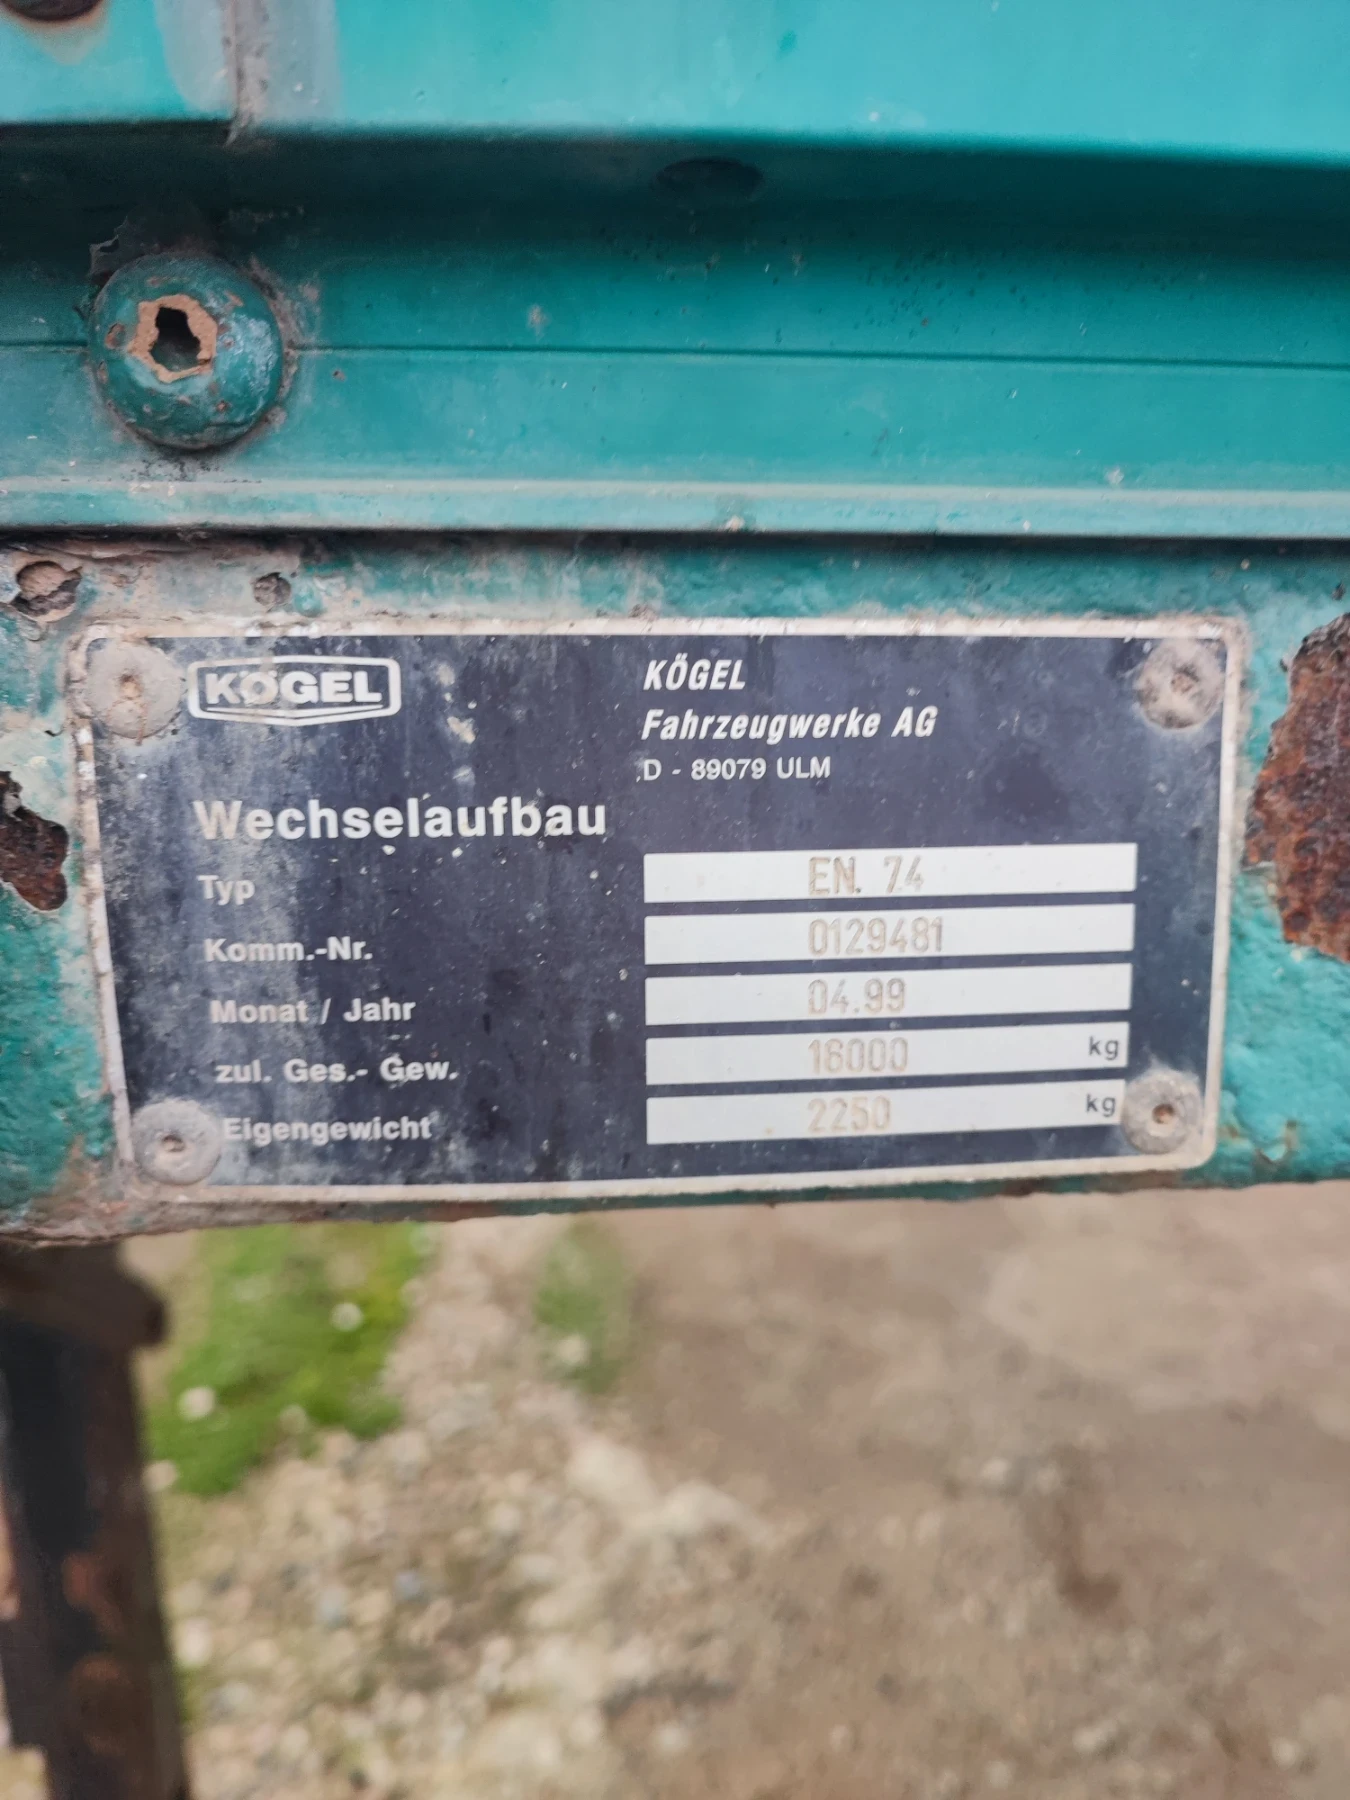 KÖGEL
KÖGEL
Fahrzeugwerke AG
D - 89079 ULM
Wechselaufbau
Typ EN. 74
Komm.-Nr. 0129481
Monat / Jahr 04.99
zul. Ges.- Gew. 16000 kg
Eigengewicht 2250 kg